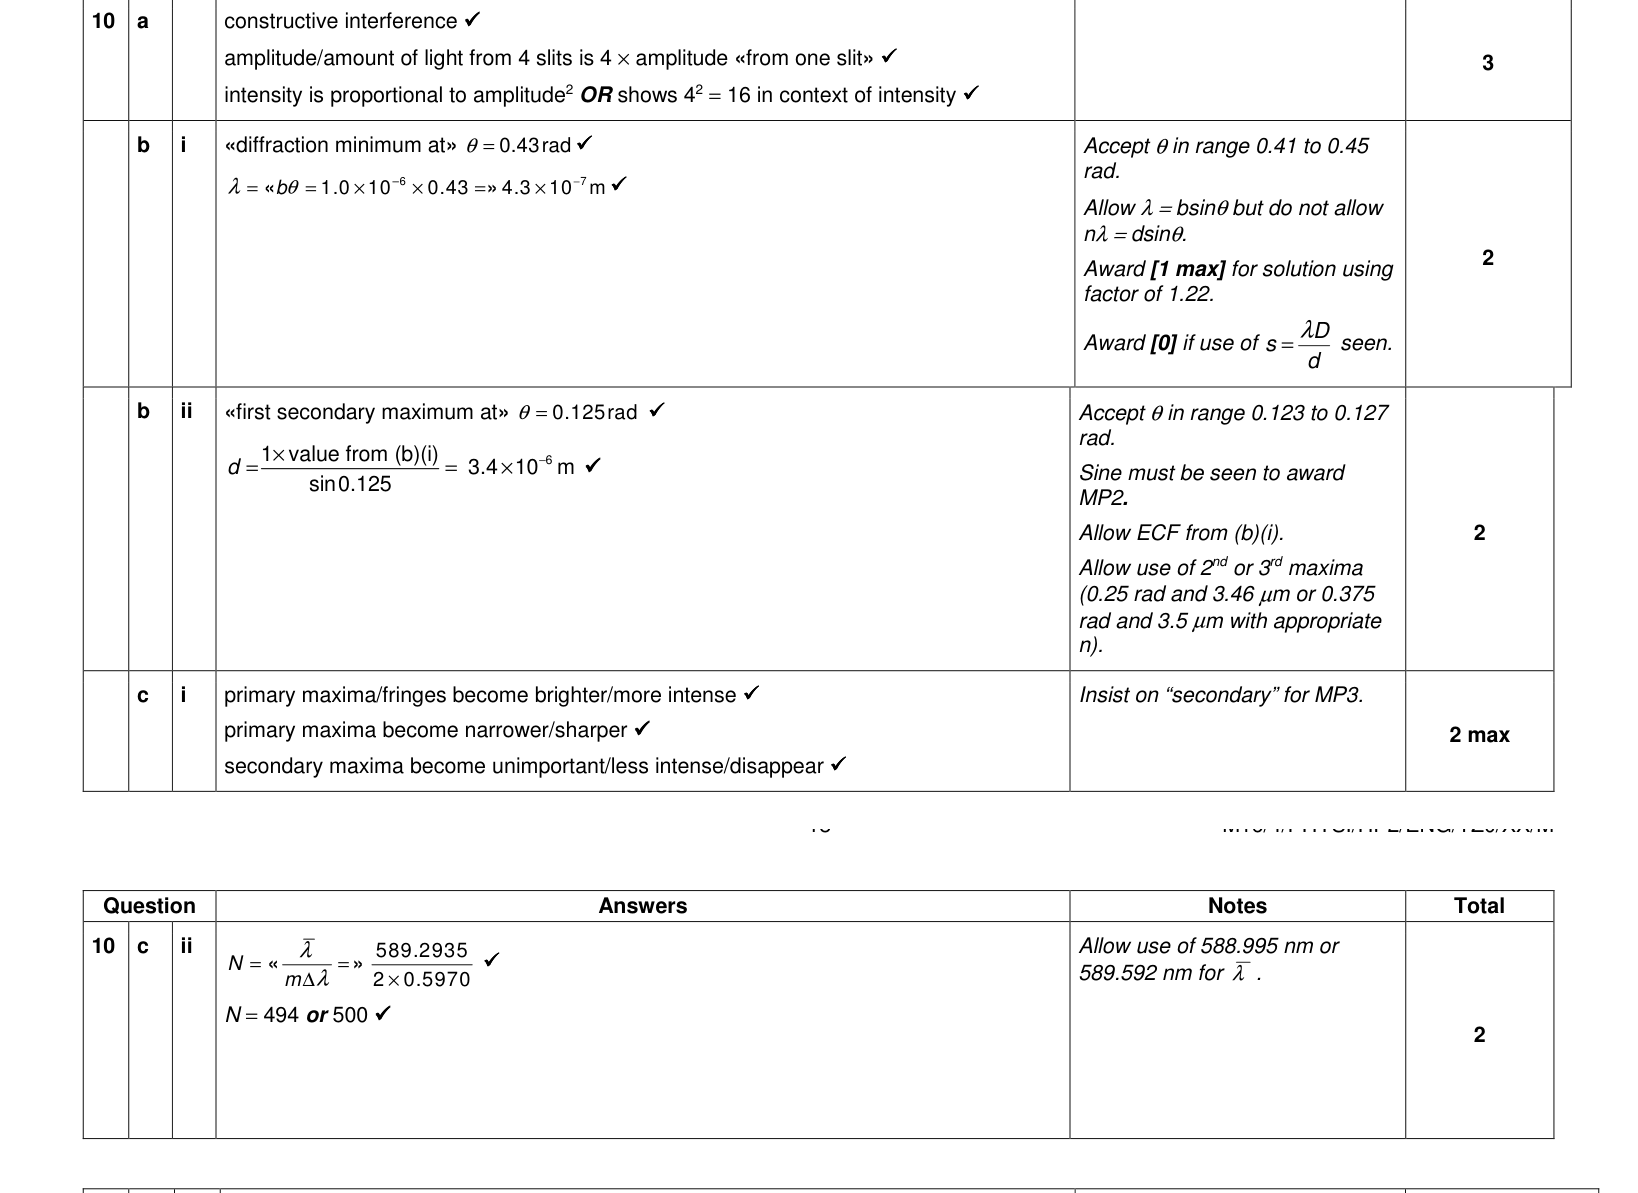 10 a constructive interference ✓
amplitude/amount of light from 4 slits is 4 × amplitude «from one slit» ✓
3
intensity is proportional to amplitude² OR shows 4² = 16 in context of intensity ✓
b i «diffraction minimum at» θ = 0.43 rad ✓
λ = «bθ = 1.0×10⁻⁶ × 0.43 =» 4.3×10⁻⁷ m ✓
Accept θ in range 0.41 to 0.45
rad.
Allow λ = bsinθ but do not allow
nλ = dsinθ.
Award [1 max] for solution using
factor of 1.22.
Award [0] if use of s = λD/d seen.
2
b ii «first secondary maximum at» θ = 0.125 rad ✓
d = 1× value from (b)(i)/sin0.125 = 3.4×10⁻⁶ m ✓
Accept θ in range 0.123 to 0.127
rad.
Sine must be seen to award
MP2.
Allow ECF from (b)(i).
Allow use of 2nd or 3rd maxima
(0.25 rad and 3.46 μm or 0.375
rad and 3.5 μm with appropriate
n).
2
c i primary maxima/fringes become brighter/more intense ✓
primary maxima become narrower/sharper ✓
secondary maxima become unimportant/less intense/disappear ✓
Insist on “secondary” for MP3.
2 max
Question Answers Notes Total
10 c ii N = « λ̄/mΔλ =» 589.2935/2×0.5970 ✓
N = 494 or 500 ✓
Allow use of 588.995 nm or
589.592 nm for λ̄ .
2